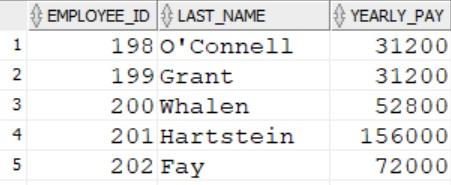 EMPLOYEE_ID LAST_NAME YEARLY_PAY
1 198 O'Connell 31200
2 199 Grant 31200
3 200 Whalen 52800
4 201 Hartstein 156000
5 202 Fay 72000